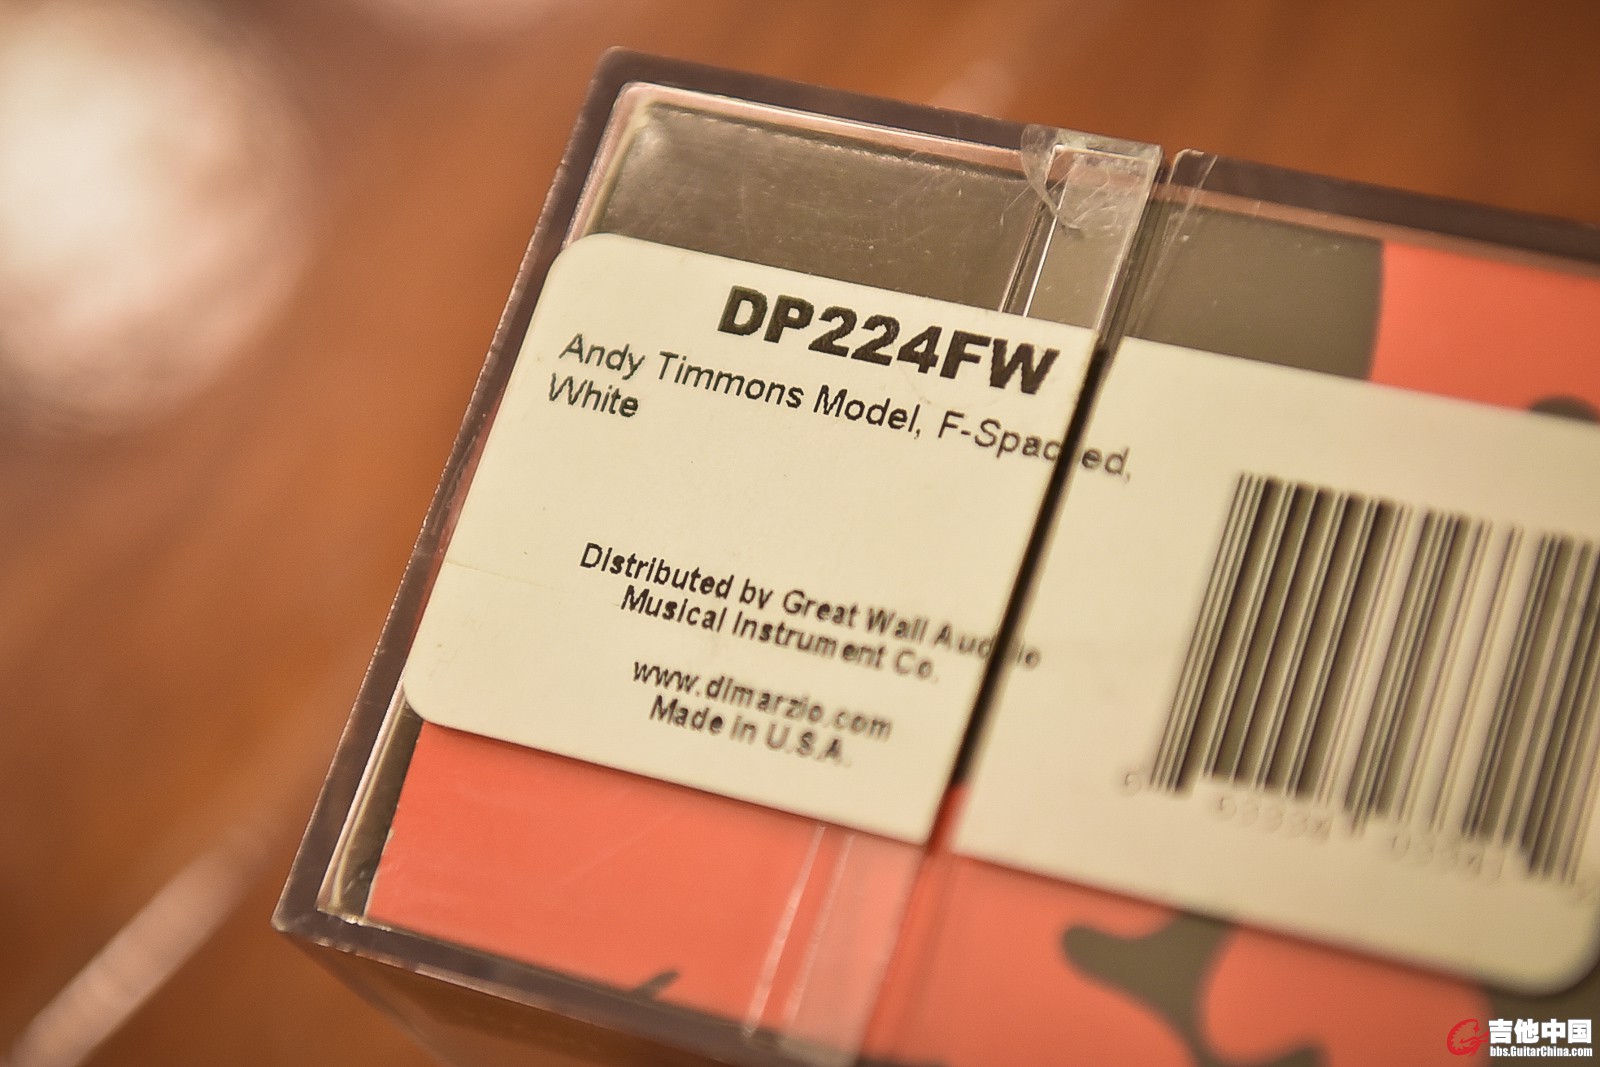 DP224FW
Andy Timmons Model, F-Spaced,
White
Distributed by Great Wall Audio
Musical Instrument Co.
www.dimarzio.com
Made in U.S.A.
吉他中国
bbs.GuitarChina.com